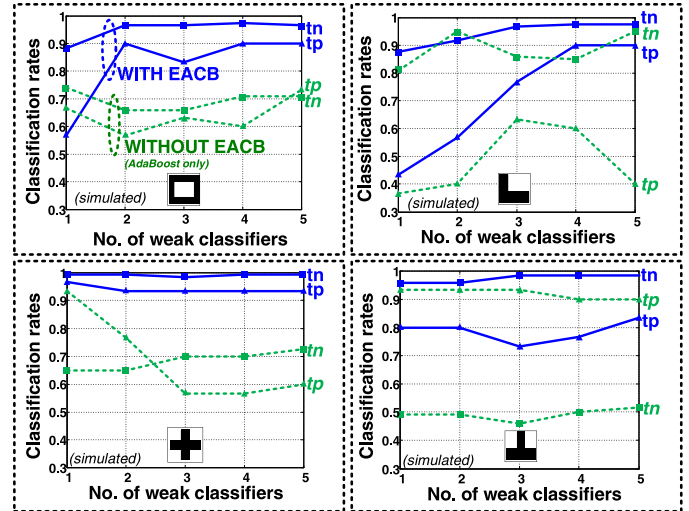 Classification rates
1
0.9
0.8
0.7
0.6
0.5
0.4
0.3
tn
tp
WITH EACB
tp
tn
WITHOUT EACB
(AdaBoost only)
(simulated)
1 2 3 4 5
No. of weak classifiers
Classification rates
1
0.9
0.8
0.7
0.6
0.5
0.4
0.3
tn
tn
tp
tp
(simulated)
1 2 3 4 5
No. of weak classifiers
Classification rates
1
0.9
0.8
0.7
0.6
0.5
0.4
0.3
tn
tp
tn
tp
(simulated)
1 2 3 4 5
No. of weak classifiers
Classification rates
1
0.9
0.8
0.7
0.6
0.5
0.4
0.3
tn
tp
tp
tn
(simulated)
1 2 3 4 5
No. of weak classifiers